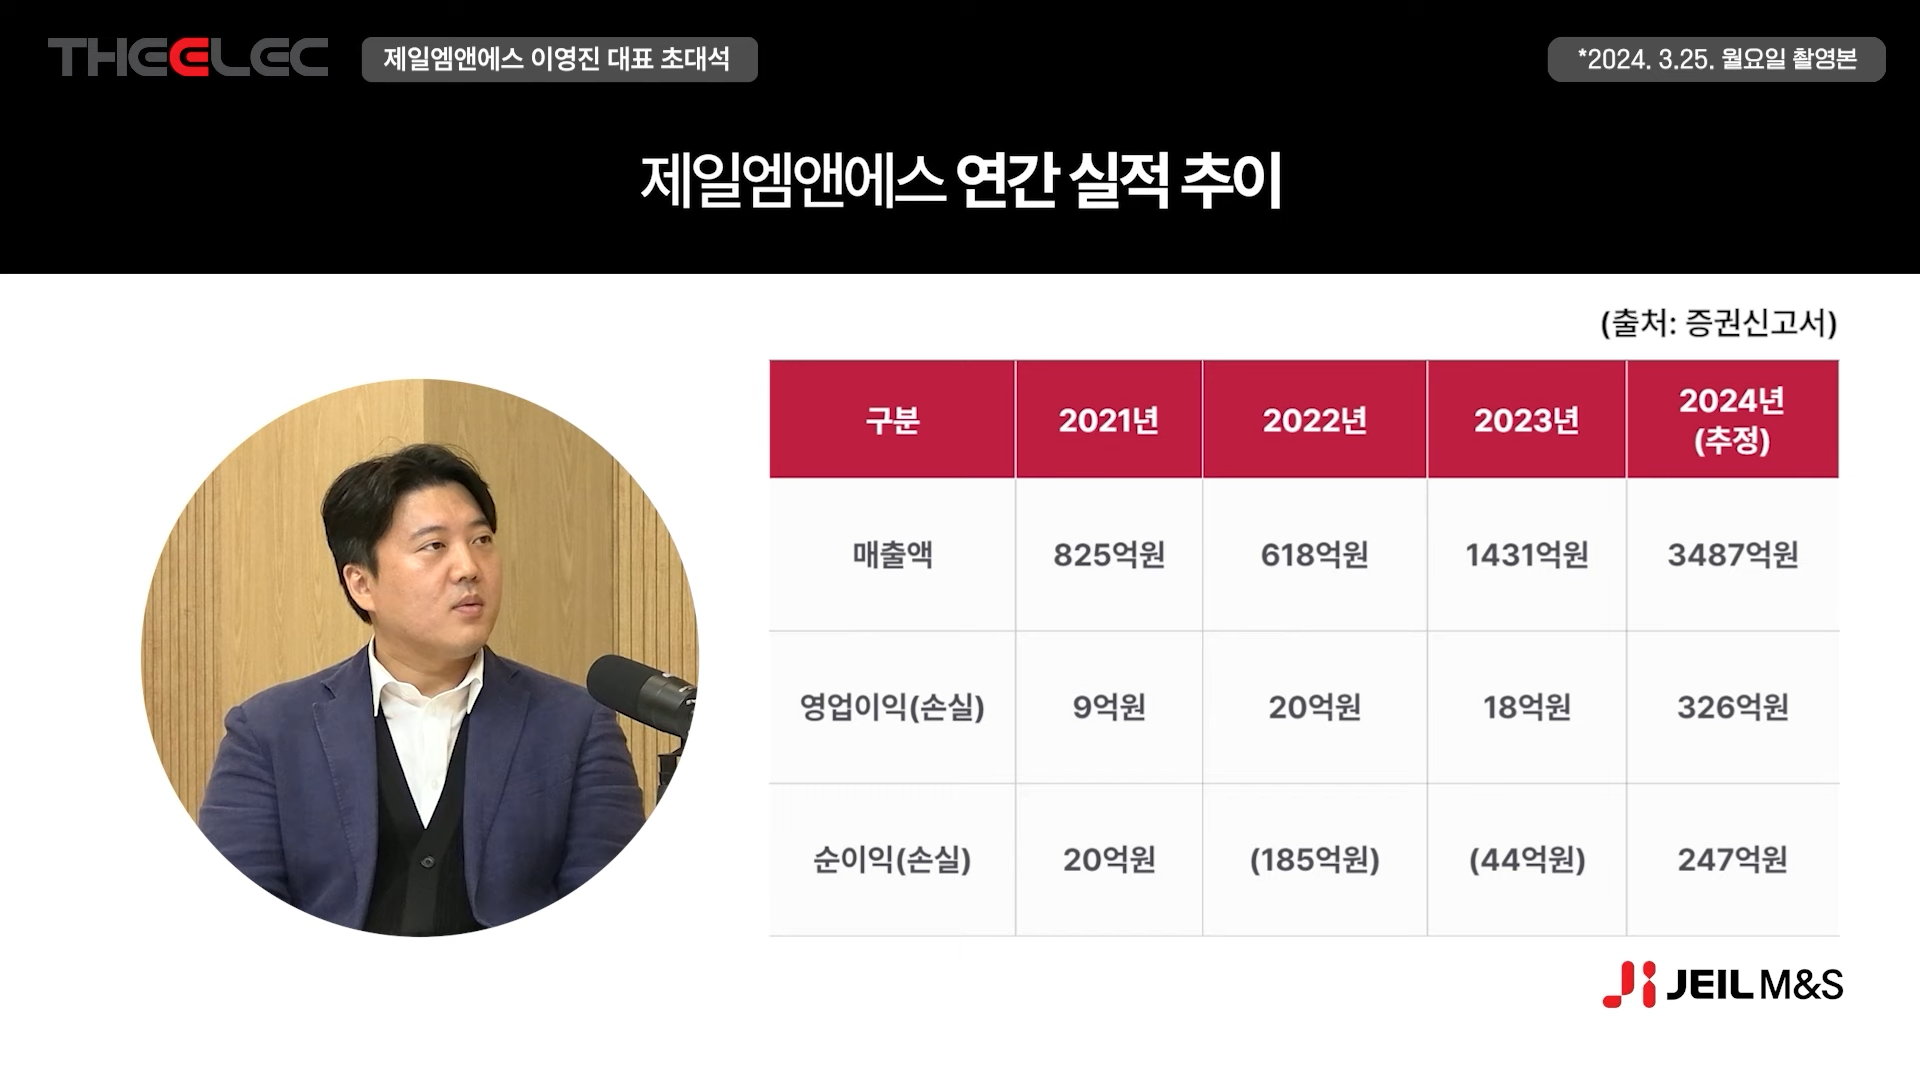 THEELEC
제일엠앤에스 이영진 대표 초대석
*2024. 3.25. 월요일 촬영본
제일엠앤에스 연간 실적 추이
(출처: 증권신고서)
구분 2021년 2022년 2023년 2024년 (추정)
매출액 825억원 618억원 1431억원 3487억원
영업이익(손실) 9억원 20억원 18억원 326억원
순이익(손실) 20억원 (185억원) (44억원) 247억원
JEIL M&S